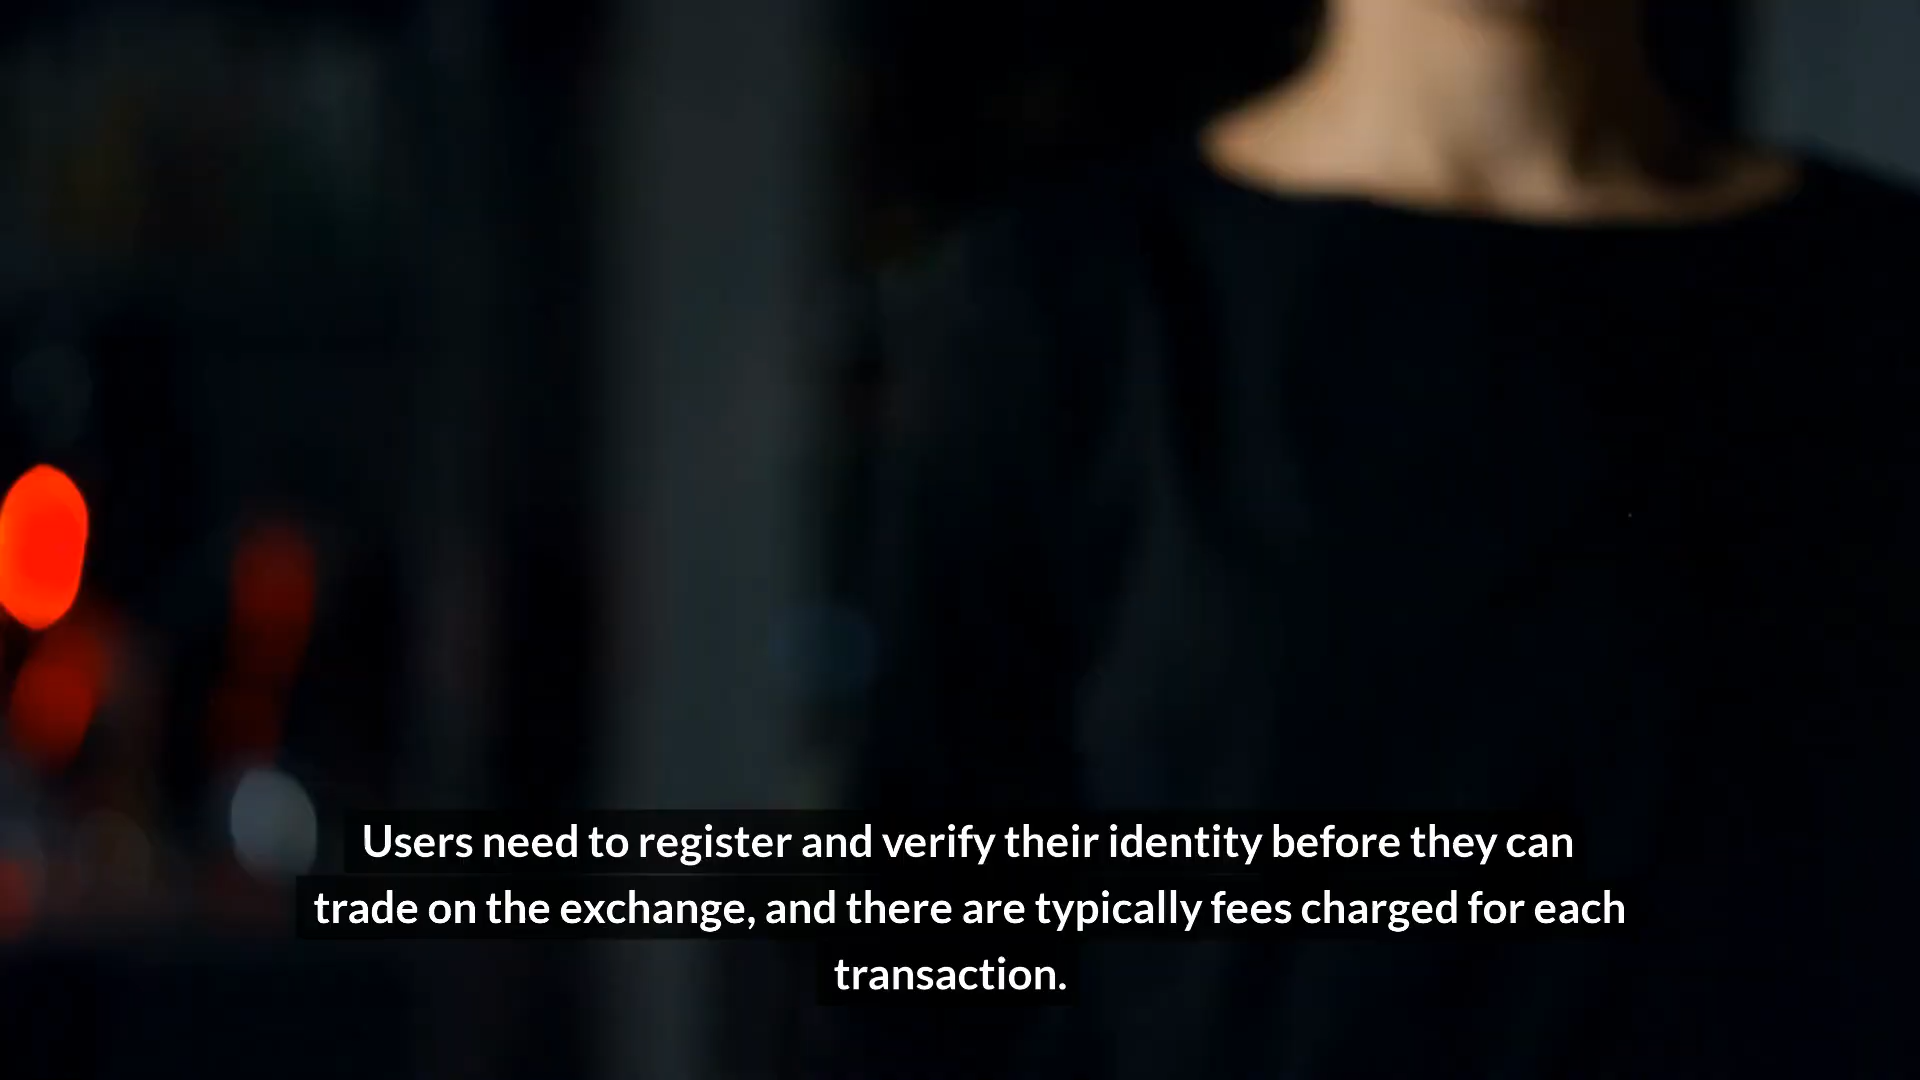 Users need to register and verify their identity before they can
trade on the exchange, and there are typically fees charged for each
transaction.